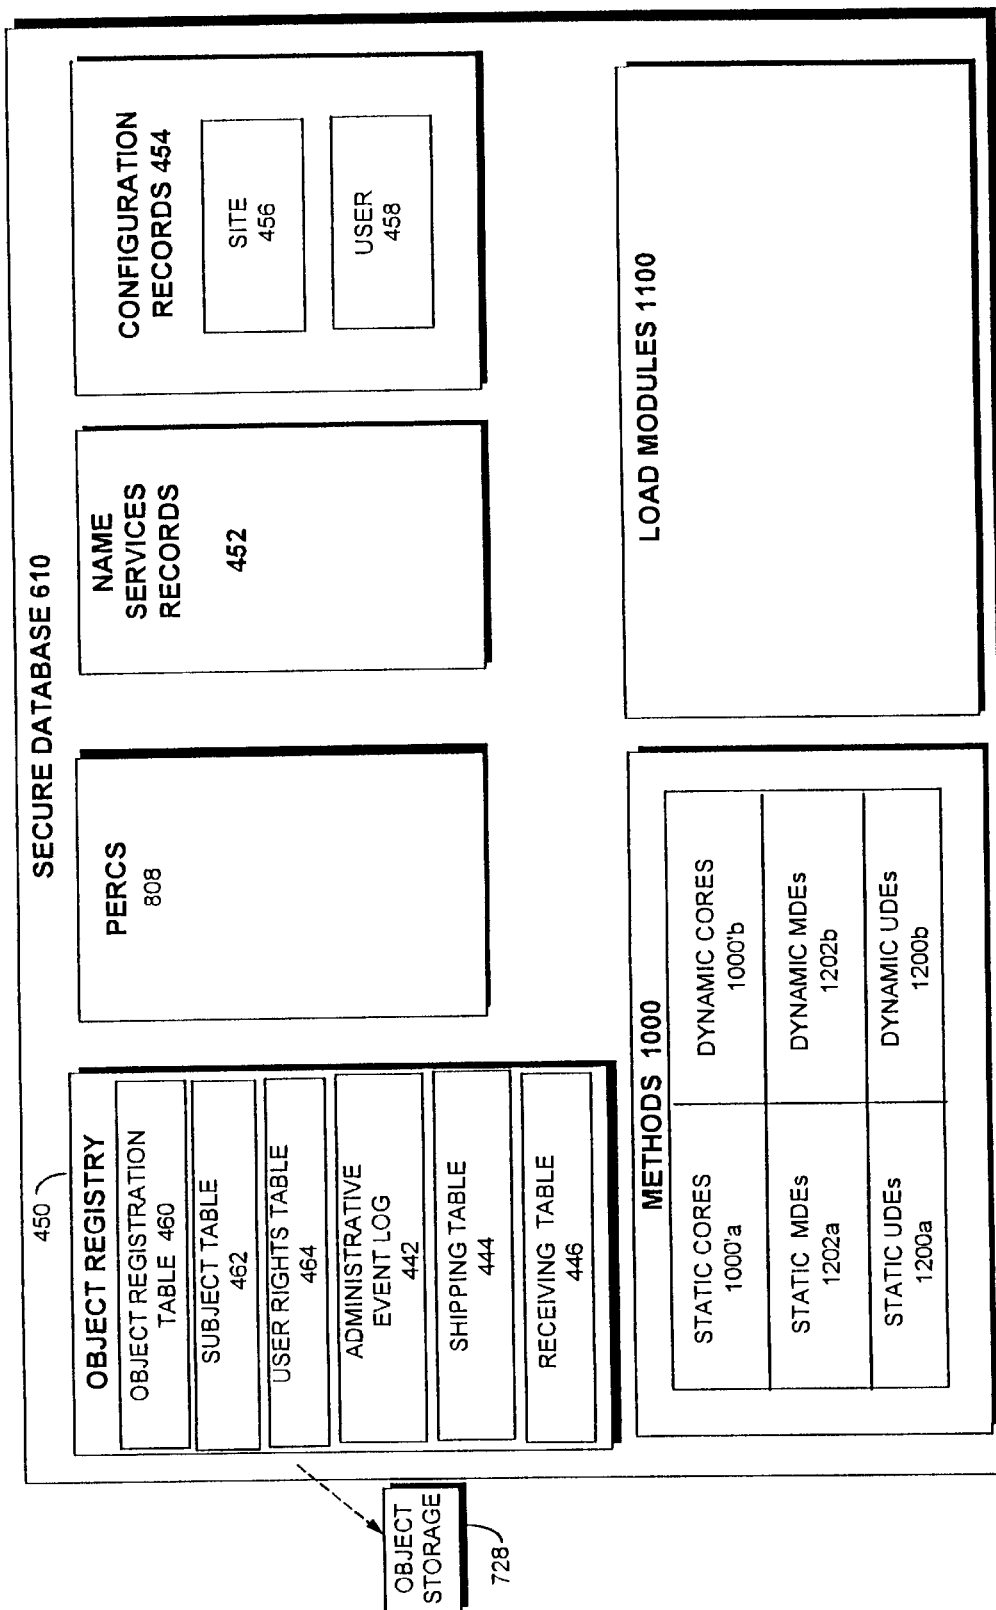 SECURE DATABASE 610
450
OBJECT REGISTRY
OBJECT REGISTRATION
TABLE 460
SUBJECT TABLE
462
USER RIGHTS TABLE
464
ADMINISTRATIVE
EVENT LOG
442
SHIPPING TABLE
444
RECEIVING TABLE
446
OBJECT
STORAGE
728
PERCS
808
NAME
SERVICES
RECORDS
452
CONFIGURATION
RECORDS 454
SITE
456
USER
458
METHODS 1000
STATIC CORES
1000'a
DYNAMIC CORES
1000'b
STATIC MDEs
1202a
DYNAMIC MDEs
1202b
STATIC UDEs
1200a
DYNAMIC UDEs
1200b
LOAD MODULES 1100